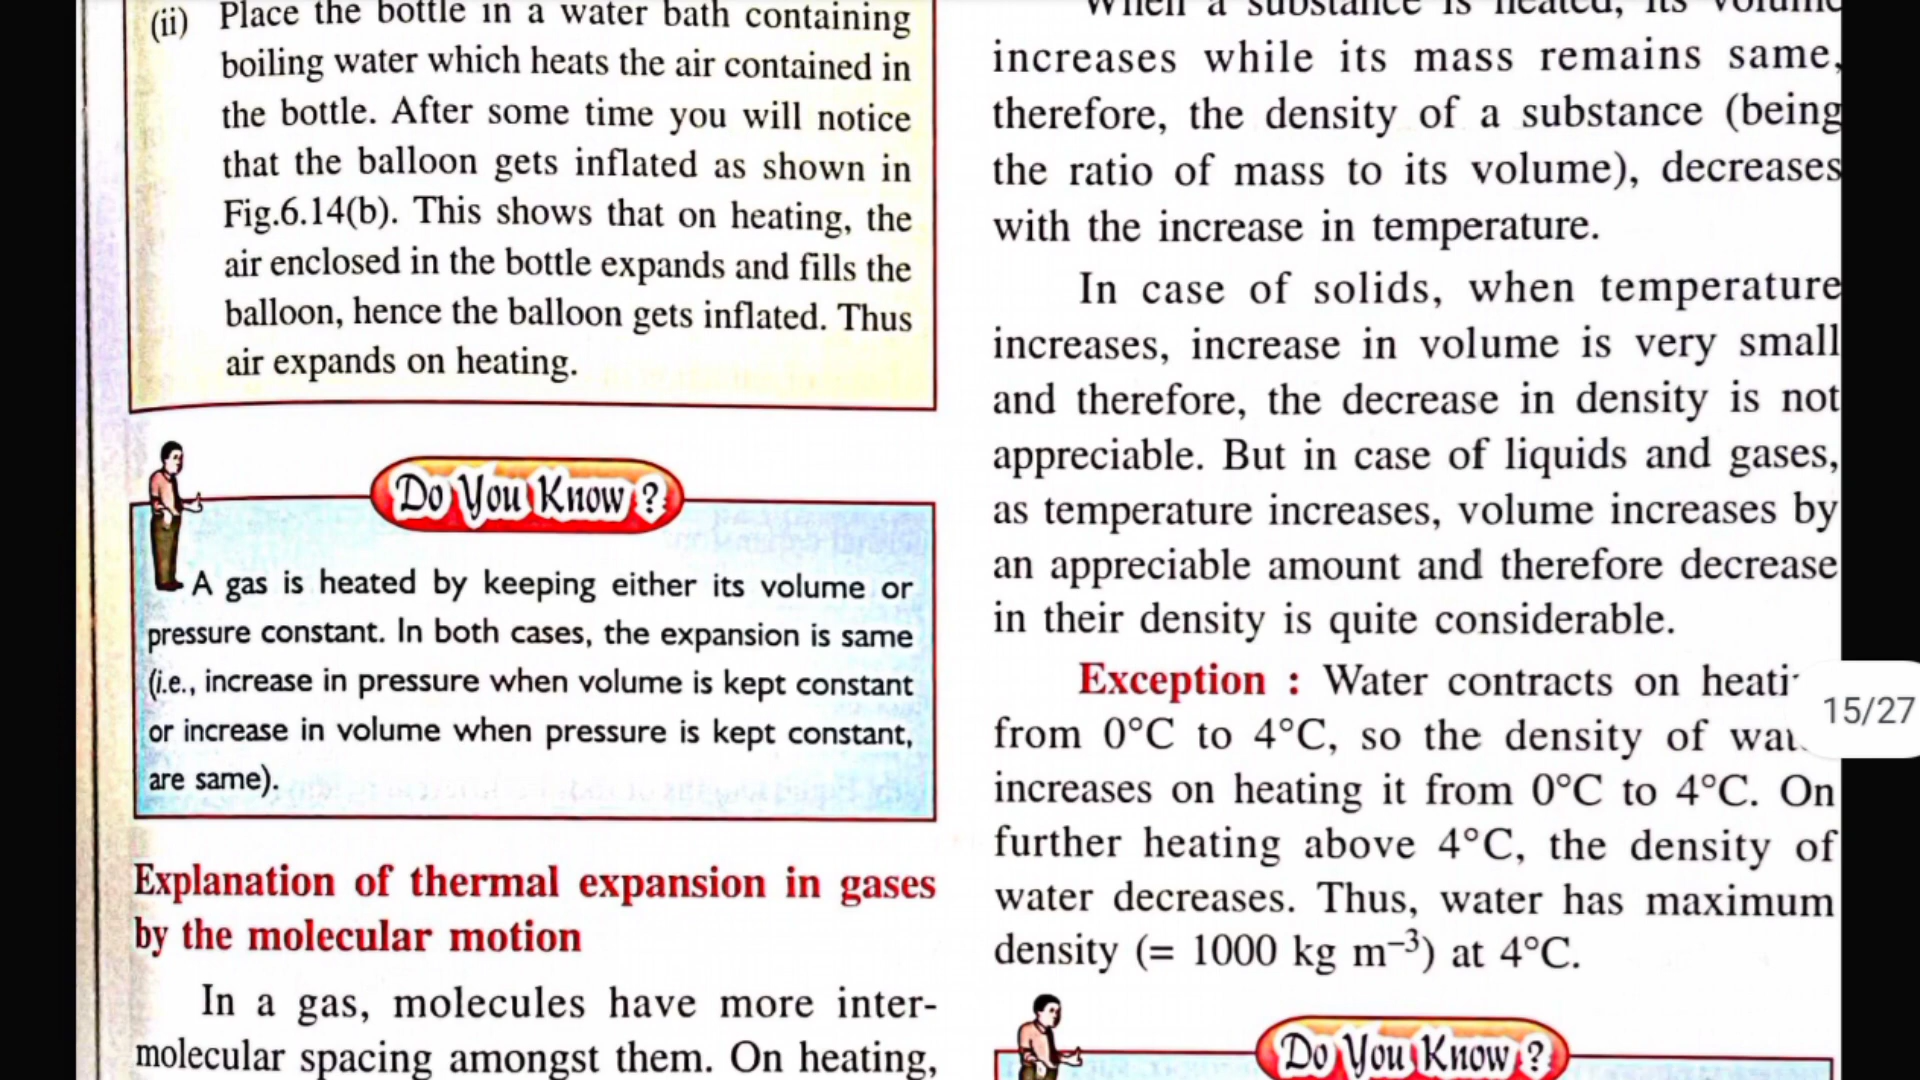 (ii) Place the bottle in a water bath containing
boiling water which heats the air contained in
the bottle. After some time you will notice
that the balloon gets inflated as shown in
Fig.6.14(b). This shows that on heating, the
air enclosed in the bottle expands and fills the
balloon, hence the balloon gets inflated. Thus
air expands on heating.
Do You Know ?
A gas is heated by keeping either its volume or
pressure constant. In both cases, the expansion is same
(i.e., increase in pressure when volume is kept constant
or increase in volume when pressure is kept constant,
are same).
Explanation of thermal expansion in gases
by the molecular motion
In a gas, molecules have more inter-
molecular spacing amongst them. On heating,
When a substance is heated, its volume
increases while its mass remains same,
therefore, the density of a substance (being
the ratio of mass to its volume), decreases
with the increase in temperature.
In case of solids, when temperature
increases, increase in volume is very small
and therefore, the decrease in density is not
appreciable. But in case of liquids and gases,
as temperature increases, volume increases by
an appreciable amount and therefore decrease
in their density is quite considerable.
Exception : Water contracts on
from 0°C to 4°C, so the density of
increases on heating it from 0°C to 4°C. On
further heating above 4°C, the density of
water decreases. Thus, water has maximum
density (= 1000 kg m⁻³) at 4°C.
Do You Know ?
15/27